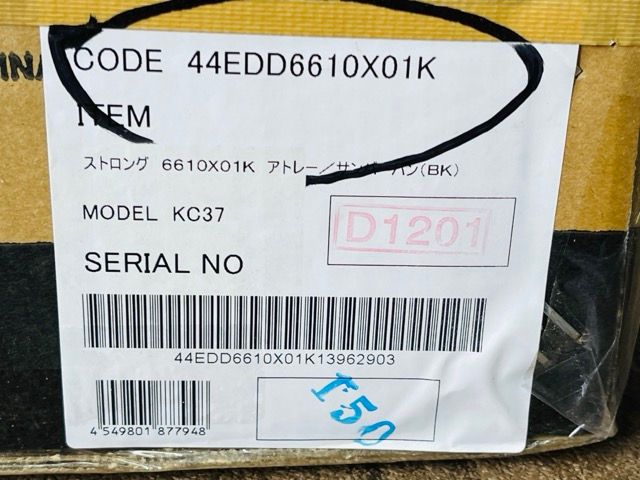 CODE 44EDD6610X01K
ITEM
ストロング 6610X01K アトレー／サンバーバン(BK)
MODEL KC37
D1201
SERIAL NO
44EDD6610X01K13962903
4 549801 877948
I50